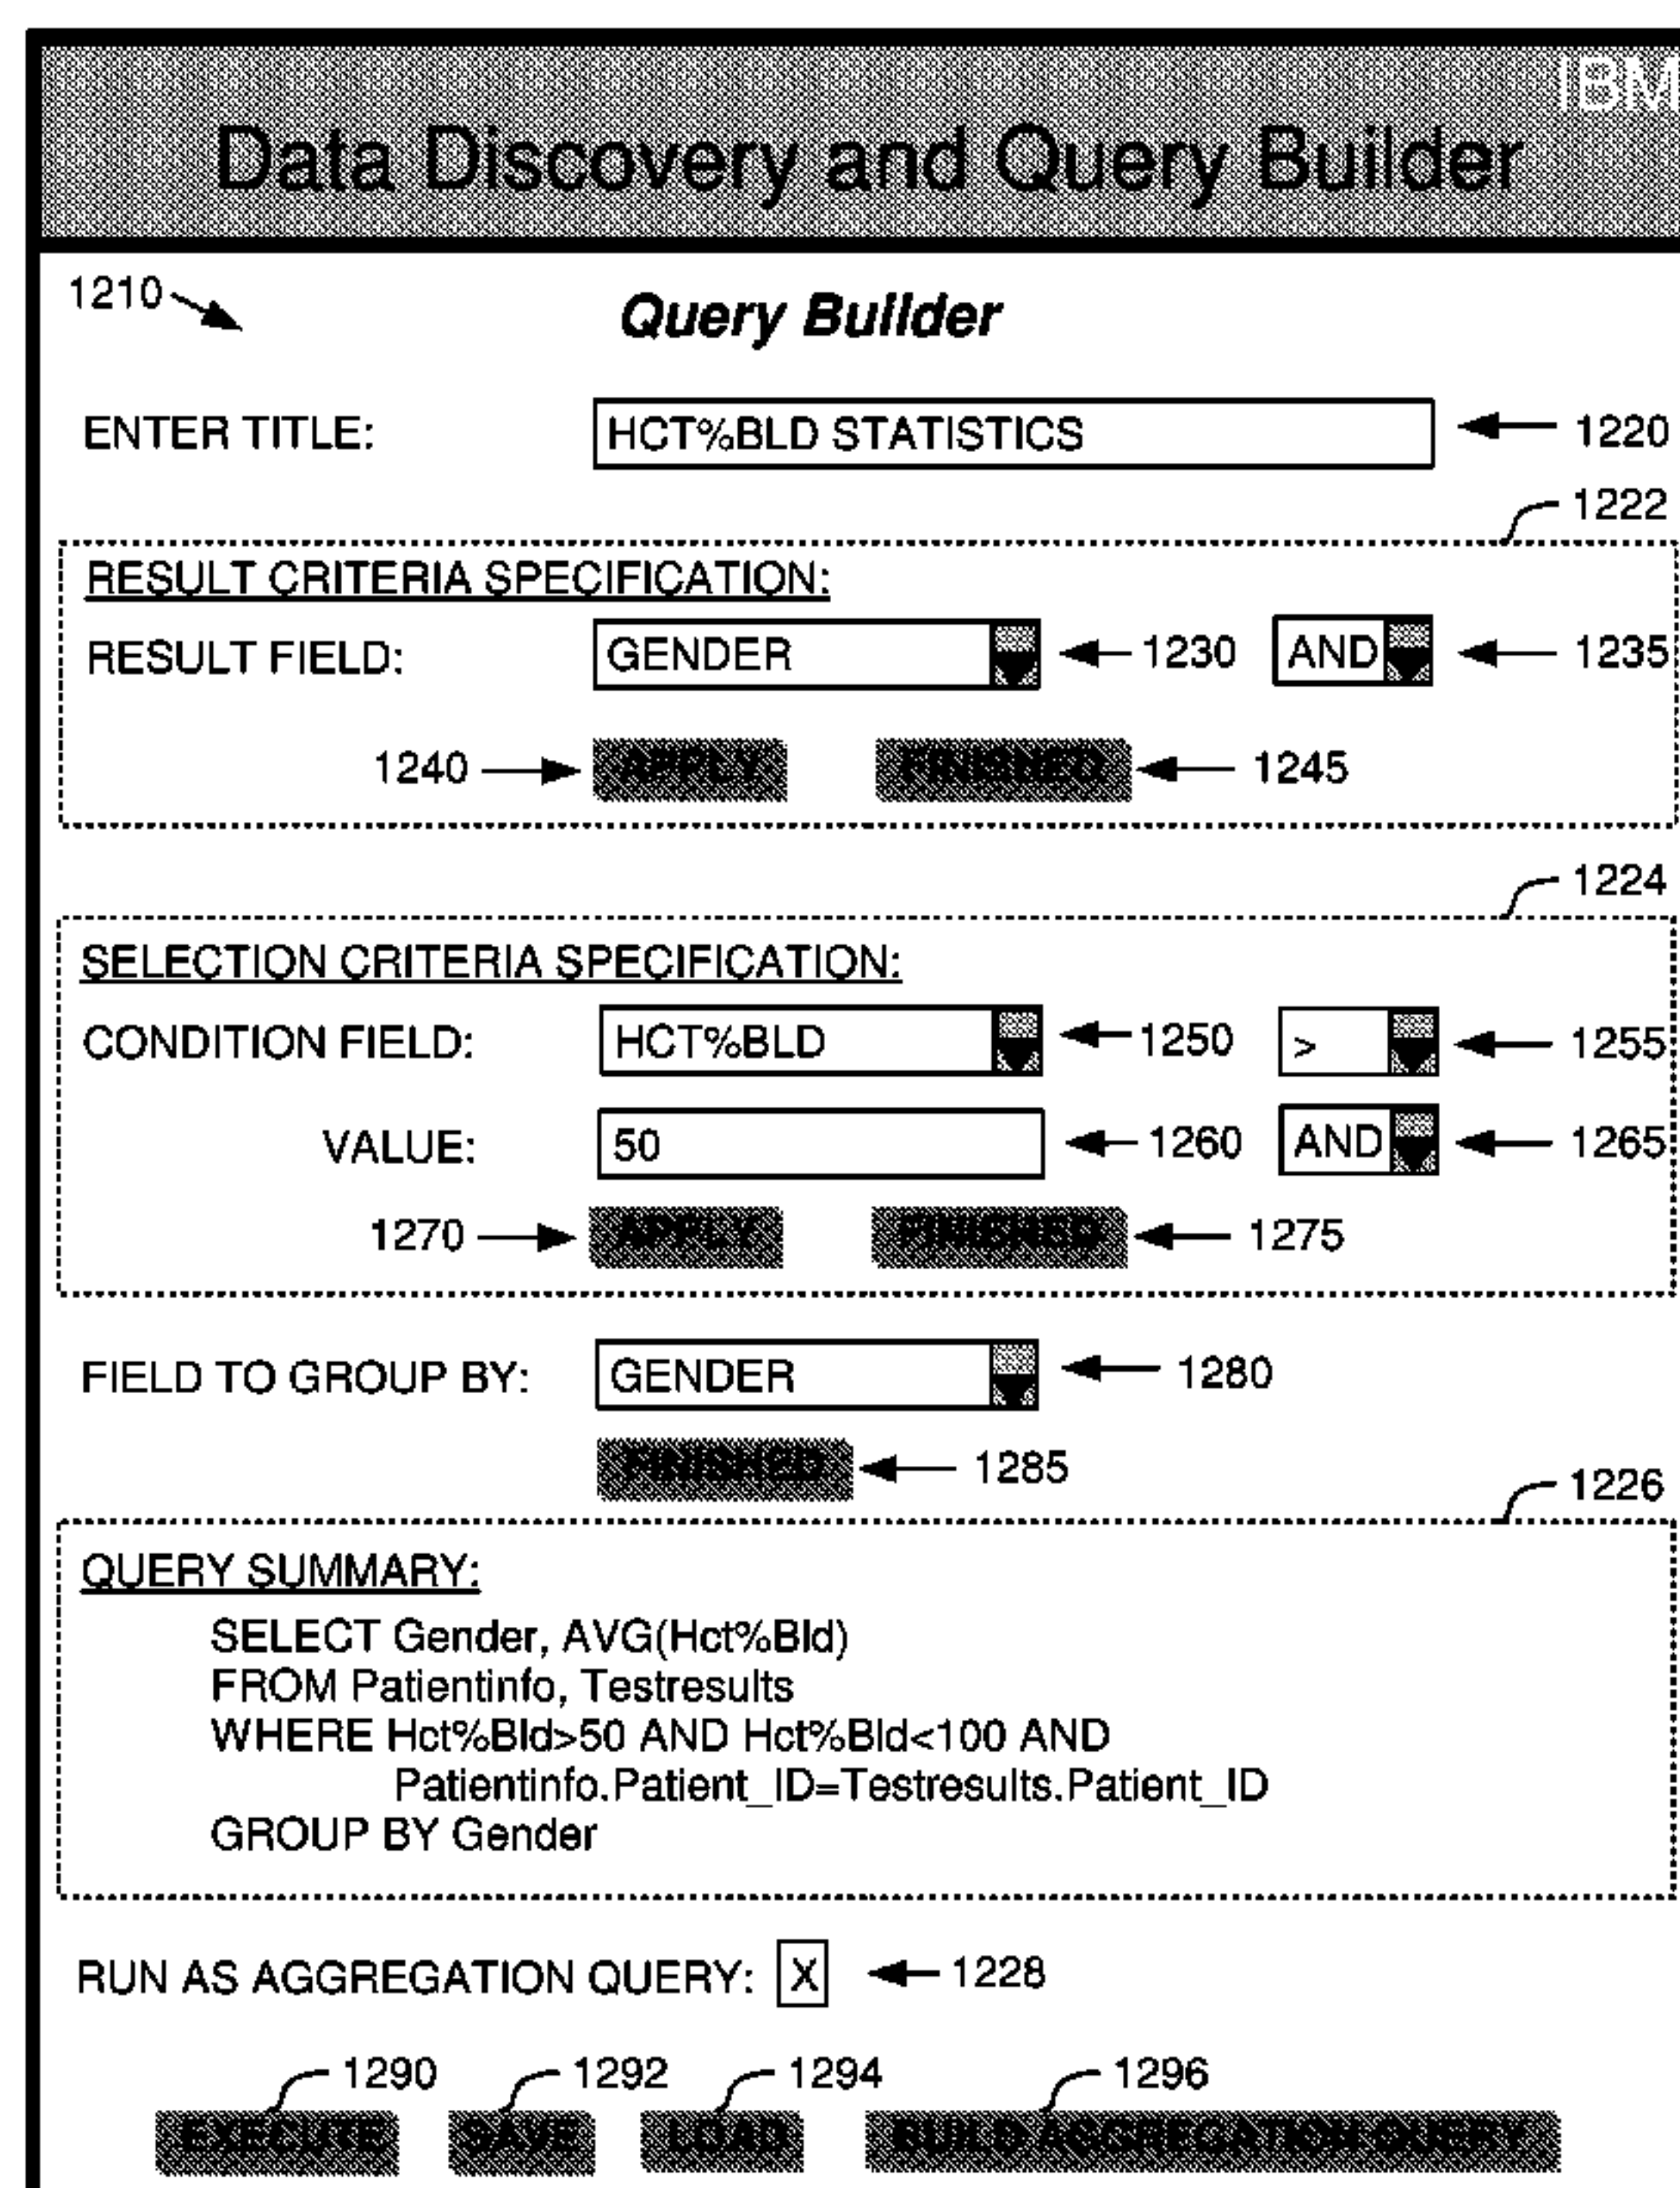 IBM
Data Discovery and Query Builder
1210
Query Builder
ENTER TITLE: HCT%BLD STATISTICS 1220
1222
RESULT CRITERIA SPECIFICATION:
RESULT FIELD: GENDER 1230 AND 1235
1240 APPLY FINISHED 1245
1224
SELECTION CRITERIA SPECIFICATION:
CONDITION FIELD: HCT%BLD 1250 > 1255
VALUE: 50 1260 AND 1265
1270 APPLY FINISHED 1275
FIELD TO GROUP BY: GENDER 1280
FINISHED 1285
1226
QUERY SUMMARY:
SELECT Gender, AVG(Hct%Bld)
FROM Patientinfo, Testresults
WHERE Hct%Bld>50 AND Hct%Bld<100 AND
Patientinfo.Patient_ID=Testresults.Patient_ID
GROUP BY Gender
RUN AS AGGREGATION QUERY: X 1228
1290 1292 1294 1296
EXECUTE SAVE LOAD BUILD AGGREGATION QUERY